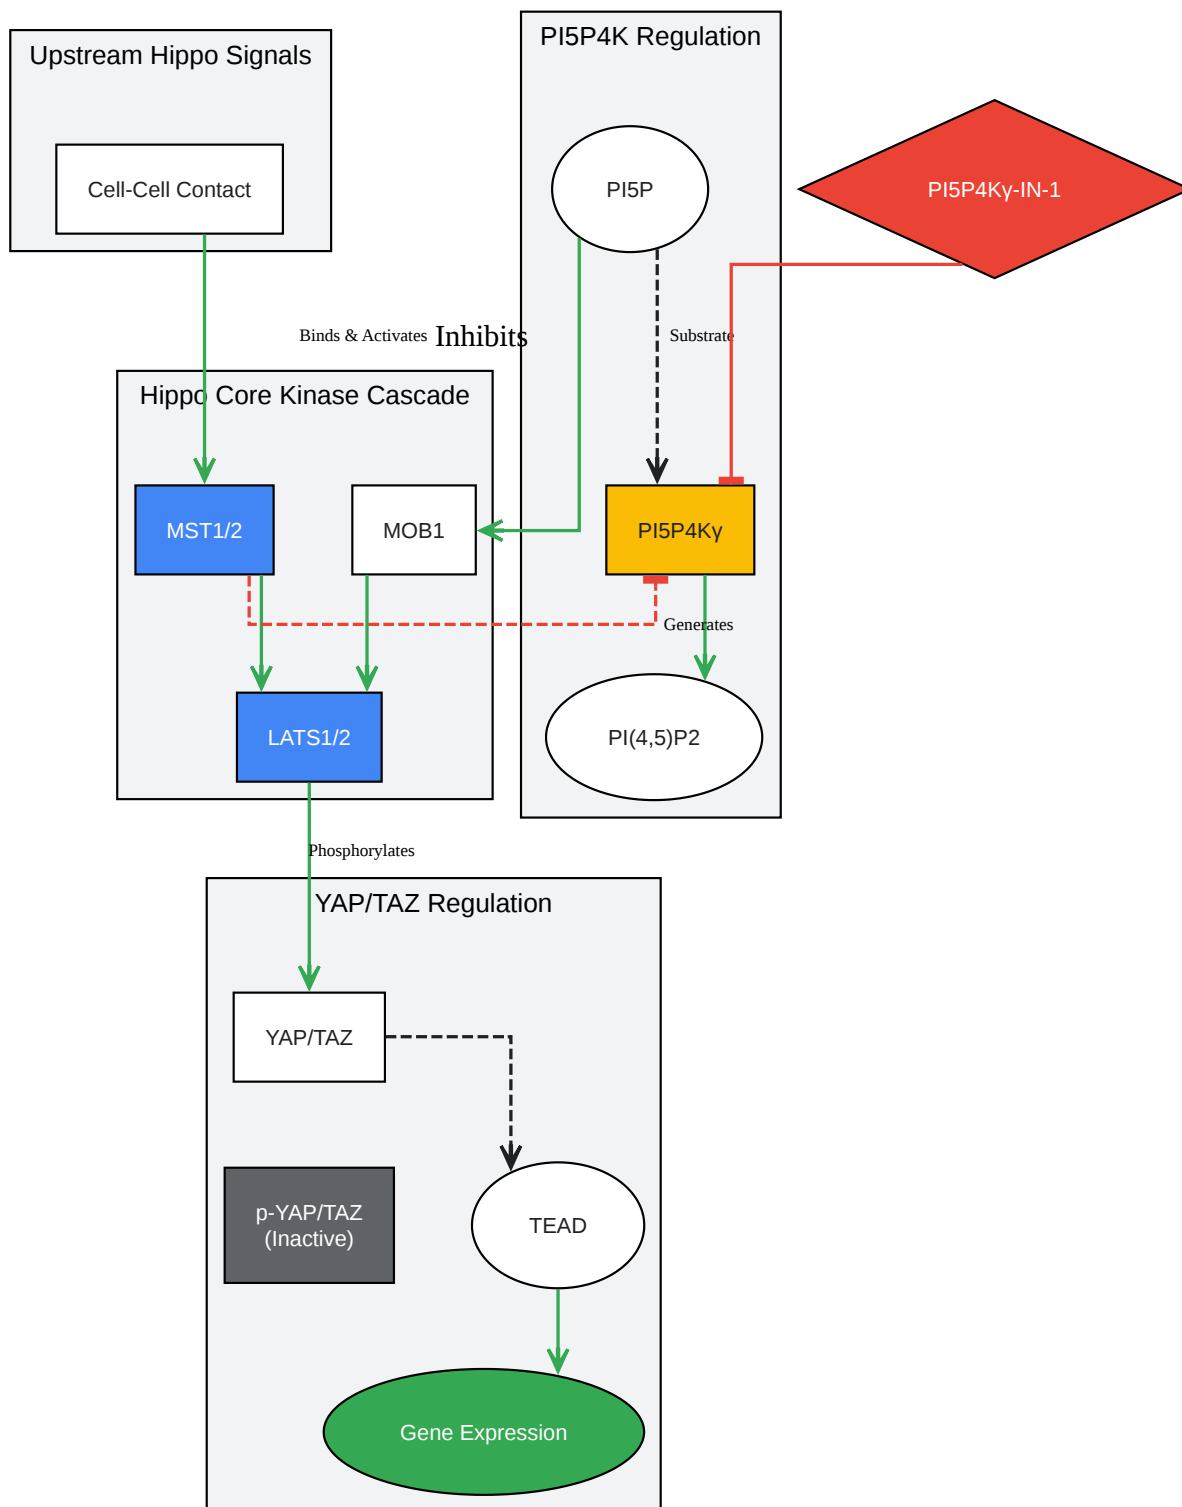 PI5P4K Regulation
Upstream Hippo Signals
Cell-Cell Contact
PI5P
PI5P4Kγ-IN-1
Binds & Activates
Inhibits
Substrate
Hippo Core Kinase Cascade
MST1/2
MOB1
PI5P4Kγ
Generates
LATS1/2
PI(4,5)P2
Phosphorylates
YAP/TAZ Regulation
YAP/TAZ
p-YAP/TAZ
(Inactive)
TEAD
Gene Expression